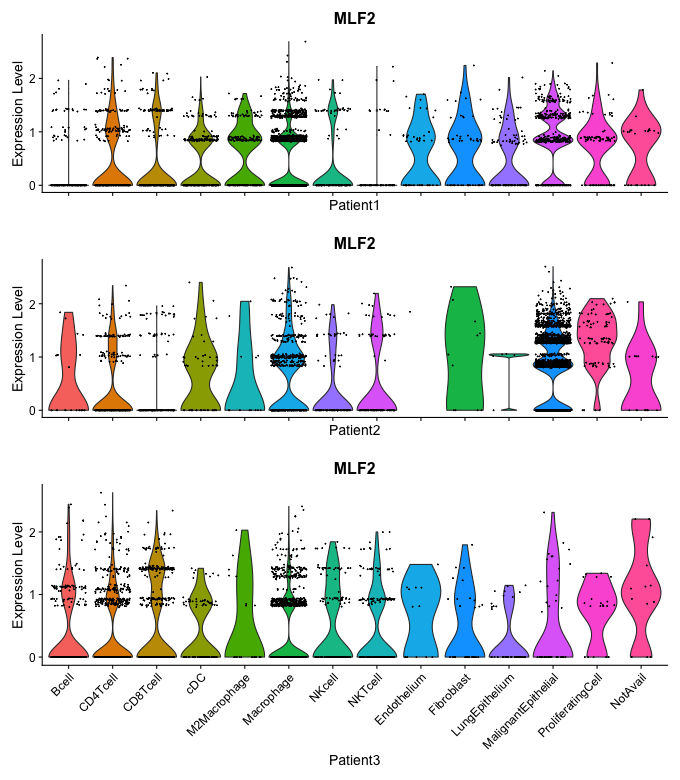 MLF2
Expression Level
2
1
0
Patient1
MLF2
Expression Level
2
1
0
Patient2
MLF2
Expression Level
2
1
0
Bcell
CD4Tcell
CD8Tcell
cDC
M2Macrophage
Macrophage
NKcell
NKTcell
Endothelium
Fibroblast
LungEpithelium
MalignantEpithelial
ProliferatingCell
NotAvail
Patient3